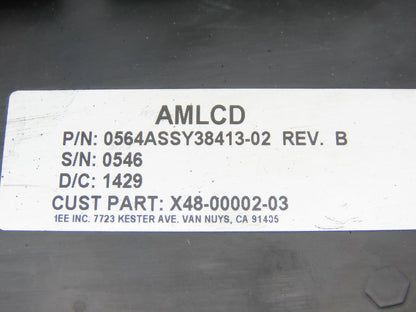 AMLCD
P/N: 0564ASSY38413-02 REV. B
S/N: 0546
D/C: 1429
CUST PART: X48-00002-03
IEE INC. 7723 KESTER AVE. VAN NUYS, CA 91405